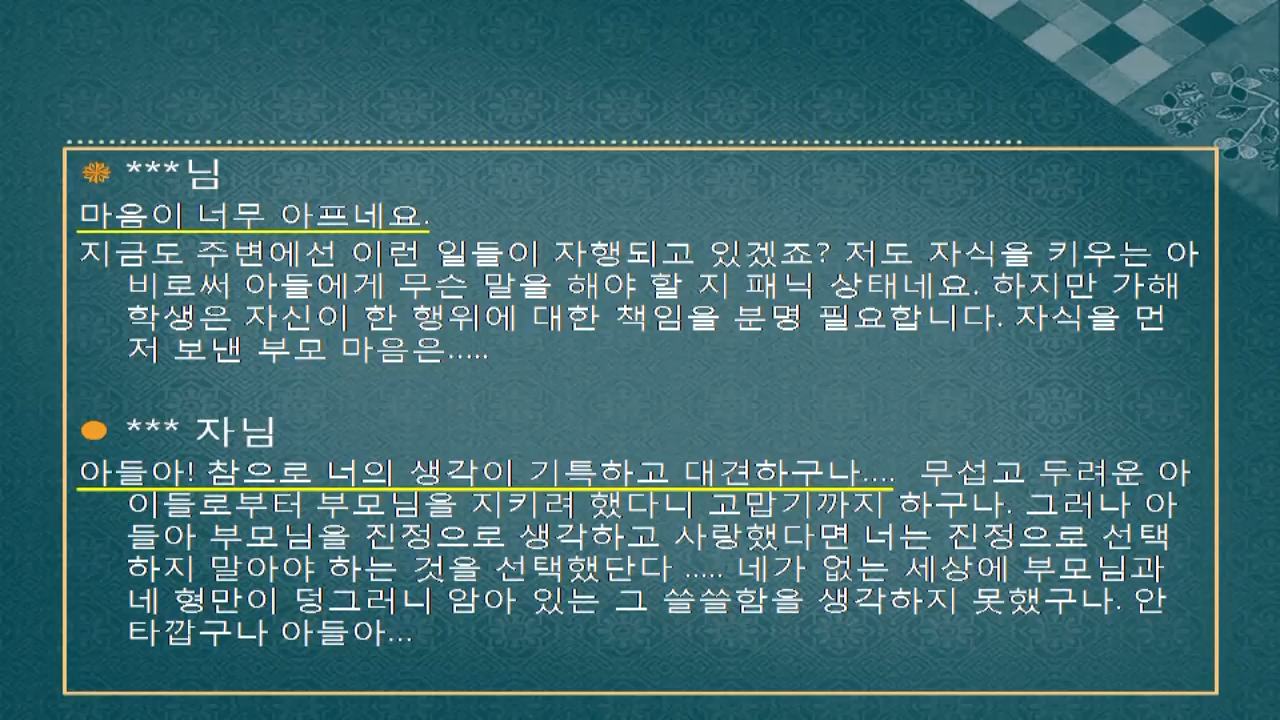 ***님
마음이 너무 아프네요.
지금도 주변에선 이런 일들이 자행되고 있겠죠? 저도 자식을 키우는 아
비로써 아들에게 무슨 말을 해야 할 지 패닉 상태네요. 하지만 가해
학생은 자신이 한 행위에 대한 책임을 분명 필요합니다. 자식을 먼
저 보낸 부모 마음은.....
*** 자님
아들아! 참으로 너의 생각이 기특하고 대견하구나.... 무섭고 두려운 아
이들로부터 부모님을 지키려 했다니 고맙기까지 하구나. 그러나 아
들아 부모님을 진정으로 생각하고 사랑했다면 너는 진정으로 선택
하지 말아야 하는 것을 선택했단다 ..... 네가 없는 세상에 부모님과
네 형만이 덩그러니 암아 있는 그 쓸쓸함을 생각하지 못했구나. 안
타깝구나 아들아...